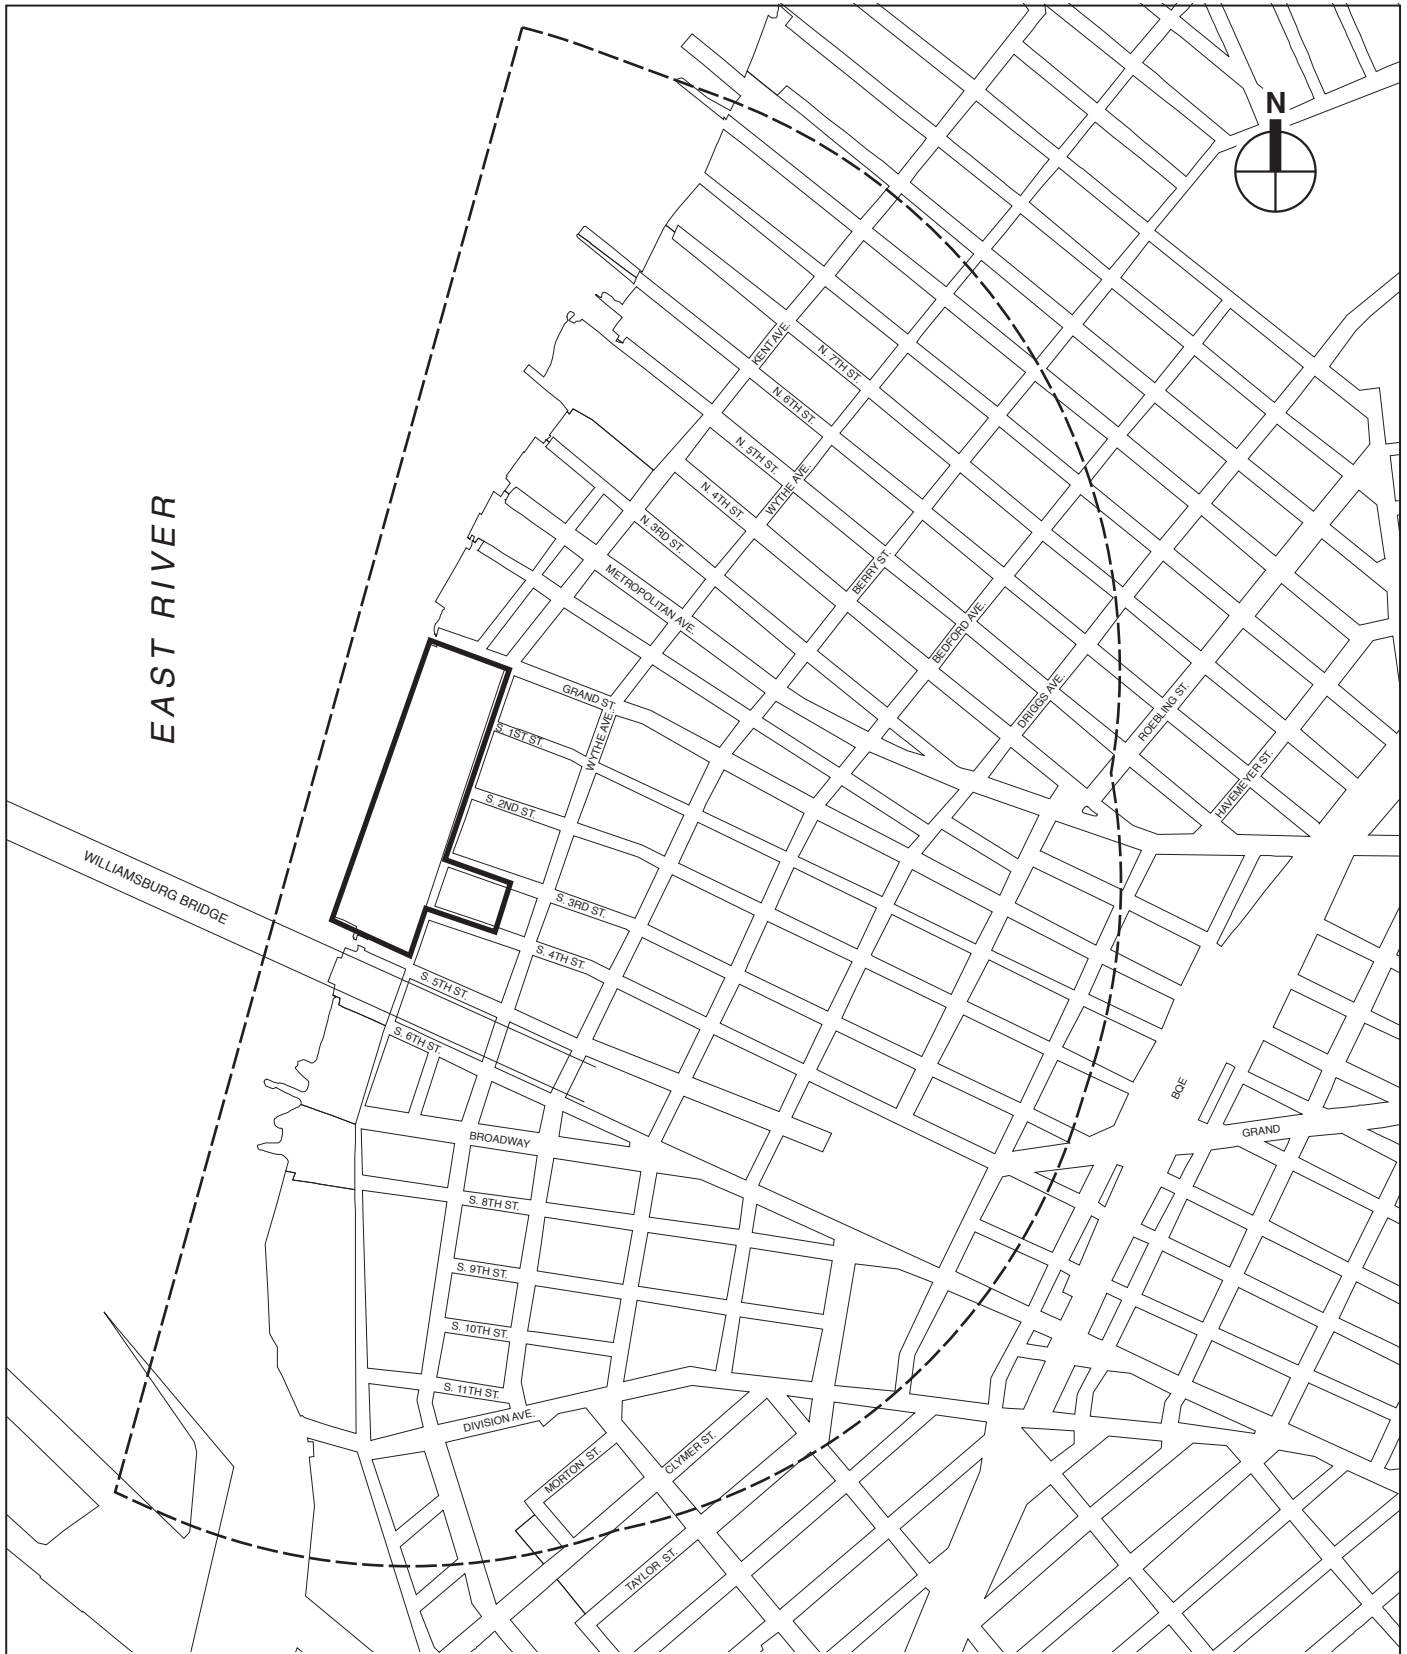 N
KENT AVE.
N. 7TH ST.
N. 6TH ST.
N. 5TH ST.
WYTHE AVE.
N. 4TH ST.
N. 3RD ST.
METROPOLITAN AVE.
BERRY ST.
BEDFORD AVE.
EAST RIVER
GRAND ST.
DRIGGS AVE.
ROEBLING ST.
S. 1ST ST.
WYTHE AVE.
HAVEMEYER ST.
S. 2ND ST.
WILLIAMSBURG BRIDGE
S. 3RD ST.
S. 4TH ST.
S. 5TH ST.
S. 6TH ST.
BQE
GRAND
BROADWAY
S. 8TH ST.
S. 9TH ST.
S. 10TH ST.
S. 11TH ST.
DIVISION AVE.
MORTON ST.
CLYMER ST.
TAYLOR ST.